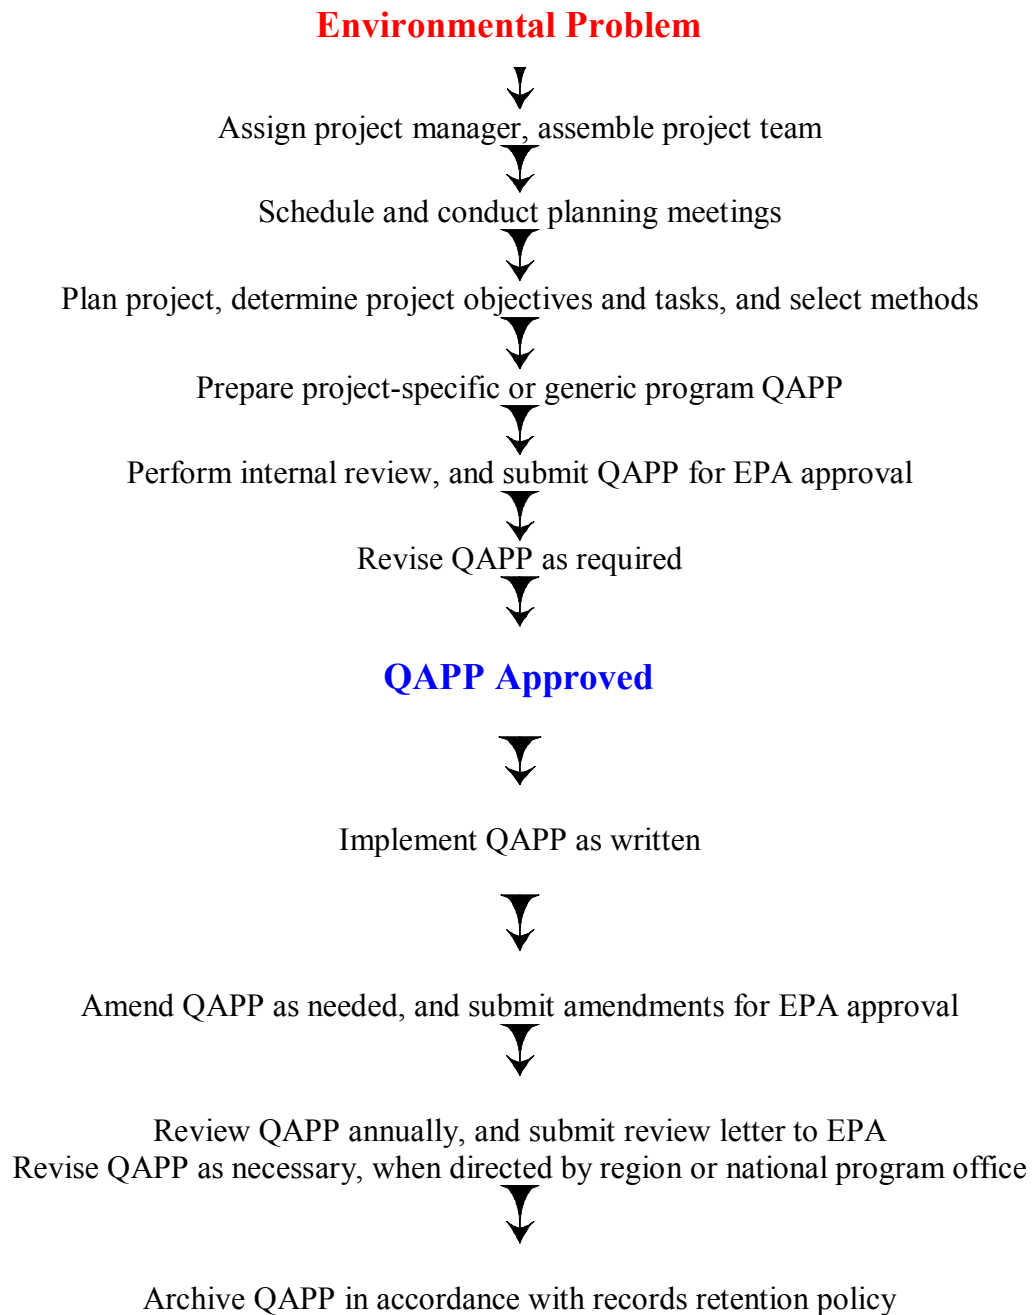 Environmental Problem
Assign project manager, assemble project team
Schedule and conduct planning meetings
Plan project, determine project objectives and tasks, and select methods
Prepare project-specific or generic program QAPP
Perform internal review, and submit QAPP for EPA approval
Revise QAPP as required
QAPP Approved
Implement QAPP as written
Amend QAPP as needed, and submit amendments for EPA approval
Review QAPP annually, and submit review letter to EPA
Revise QAPP as necessary, when directed by region or national program office
Archive QAPP in accordance with records retention policy